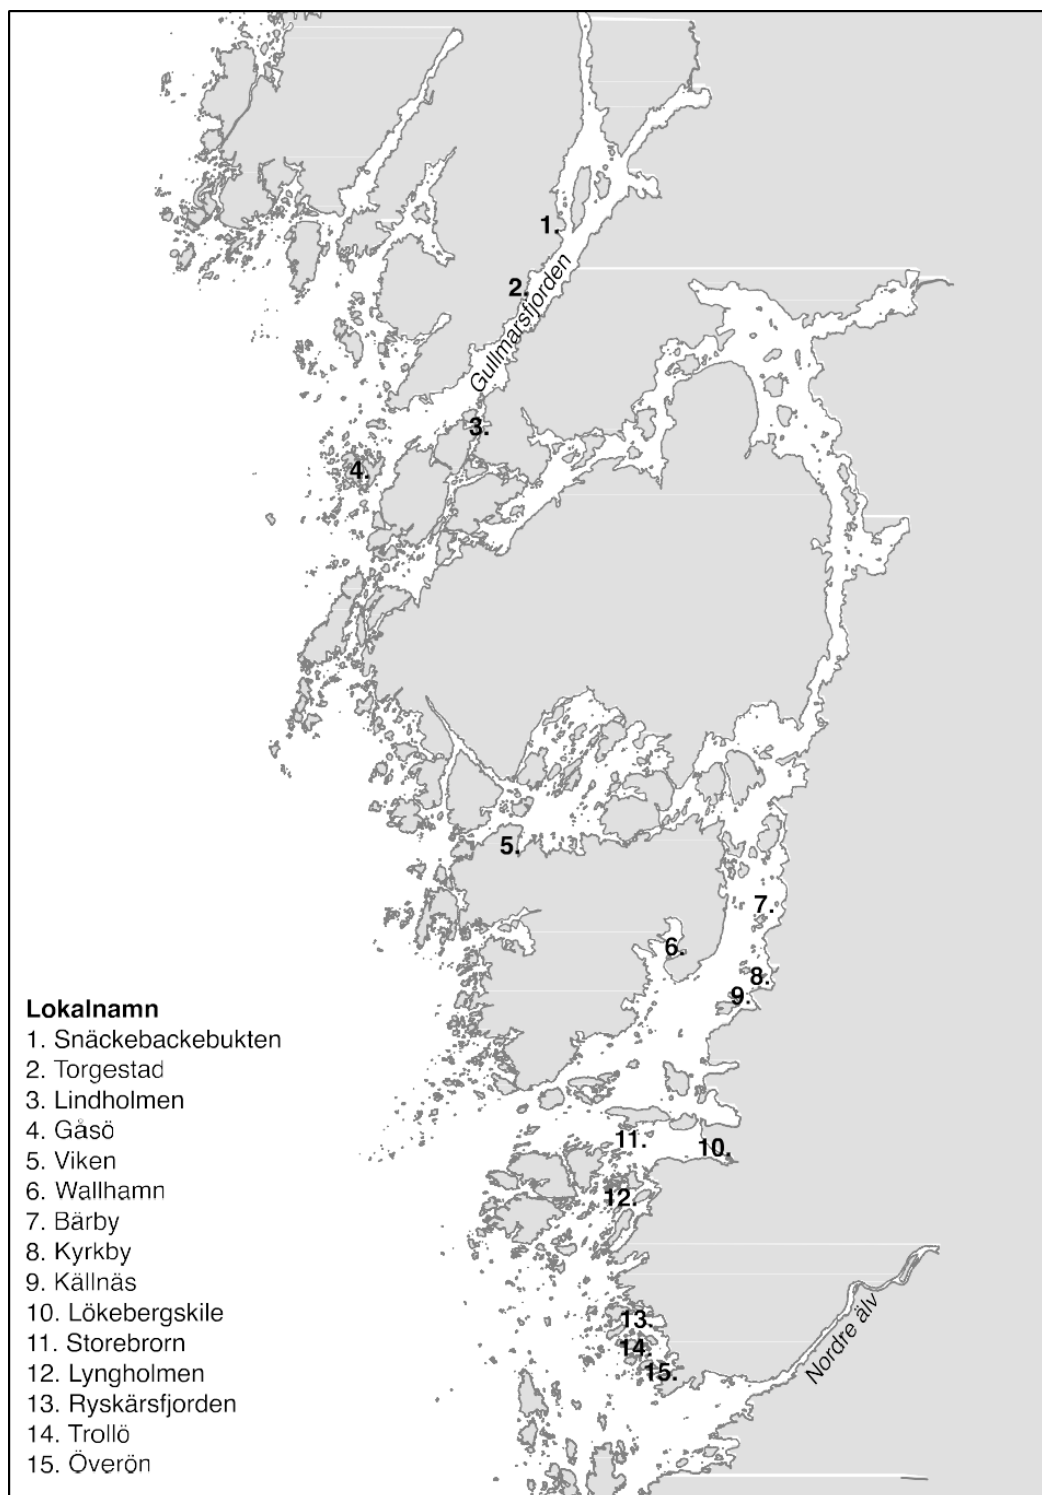 1.
2.
Gullmarsfjorden
3.
4.
5.
7.
6.
8.
9.
Lokalnamn
1. Snäckebackebukten
2. Torgestad
3. Lindholmen
4. Gåsö
5. Viken
6. Wallhamn
7. Bärby
8. Kyrkby
9. Källnäs
10. Lökebergskile
11. Storebrorn
12. Lyngholmen
13. Ryskärsfjorden
14. Trollö
15. Överön
11.
10.
12.
13.
14.
15.
Nordre älv